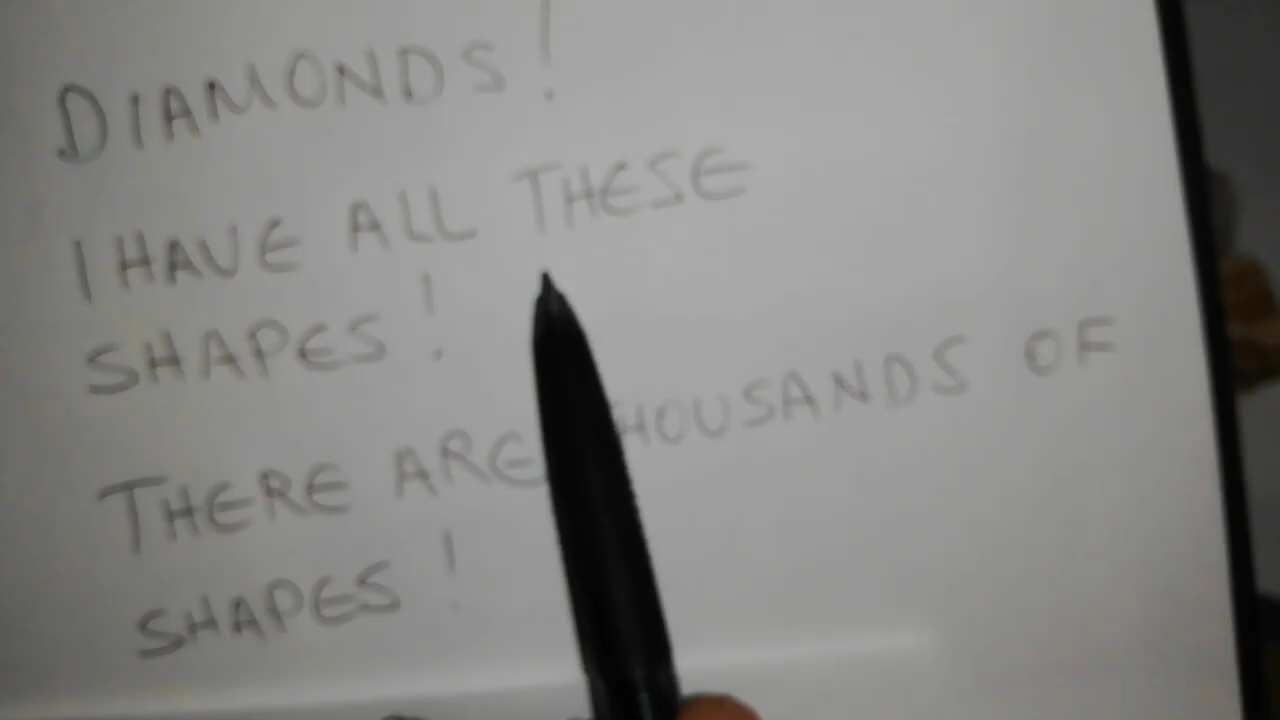 DIAMONDS!
I HAVE ALL THESE
SHAPES!
THERE ARE THOUSANDS OF
SHAPES!